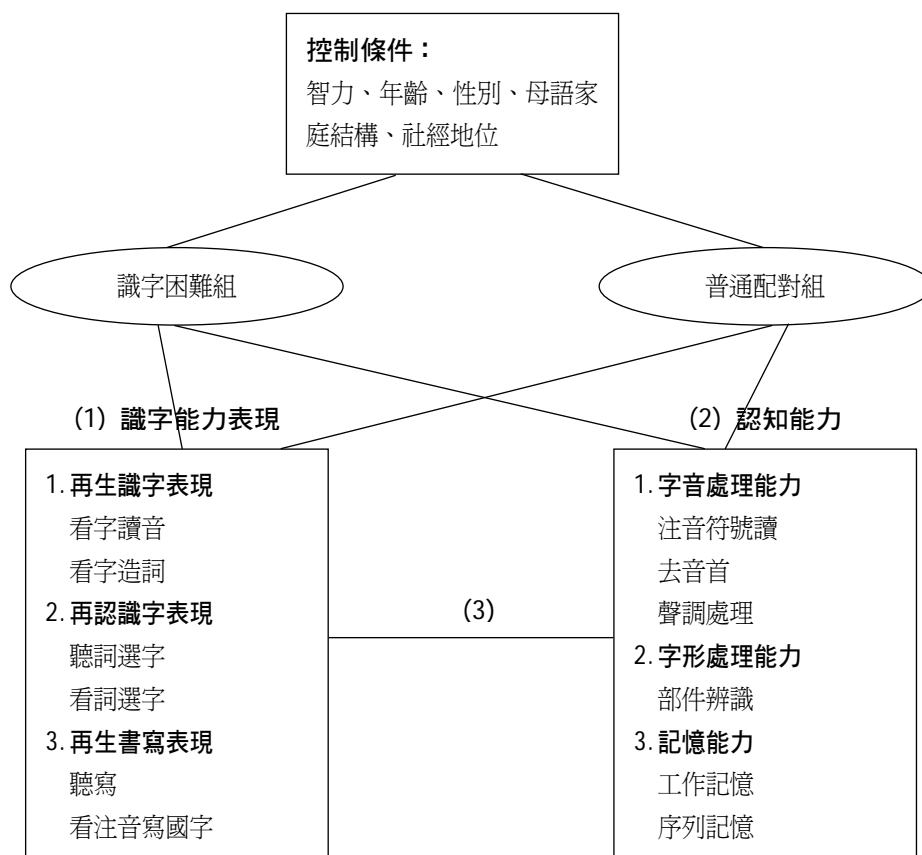 控制條件：
智力、年齡、性別、母語家
庭結構、社經地位
識字困難組
普通配對組
(1) 識字能力表現
(2) 認知能力
1. 再生識字表現
看字讀音
看字造詞
2. 再認識字表現
聽詞選字
看詞選字
3. 再生書寫表現
聽寫
看注音寫國字
(3)
1. 字音處理能力
注音符號讀
去音首
聲調處理
2. 字形處理能力
部件辨識
3. 記憶能力
工作記憶
序列記憶